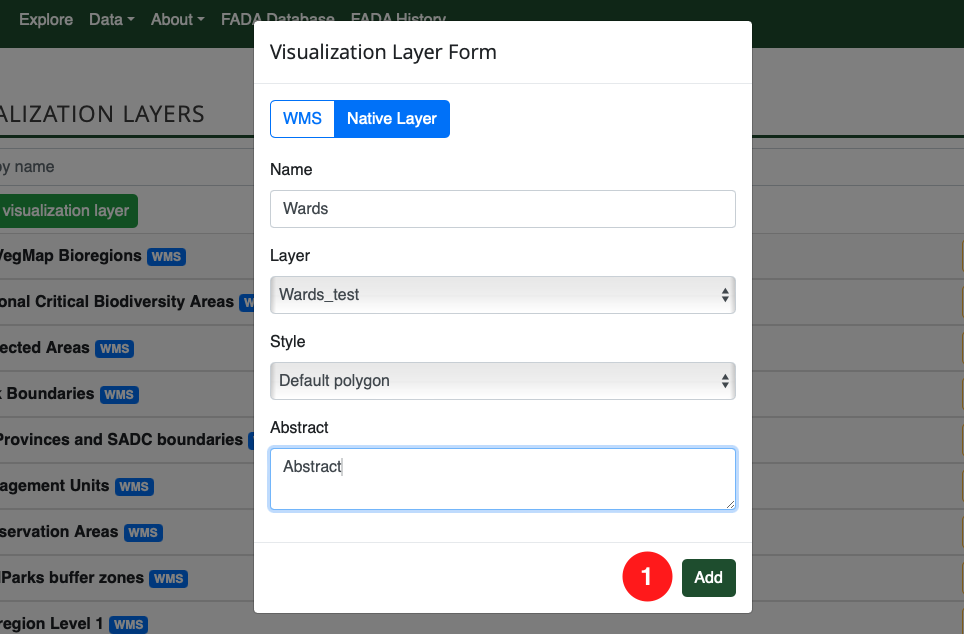 Explore Data About FADA Database FADA History
Visualization Layer Form
ALIZATION LAYERS
WMS Native Layer
by name
Name
visualization layer
Wards
VegMap Bioregions WMS
Layer
onal Critical Biodiversity Areas W
Wards_test
ected Areas WMS
Style
k Boundaries WMS
Default polygon
Provinces and SADC boundaries
Abstract
Abstract
agement Units WMS
servation Areas WMS
Parks buffer zones WMS
1 Add
region Level 1 WMS